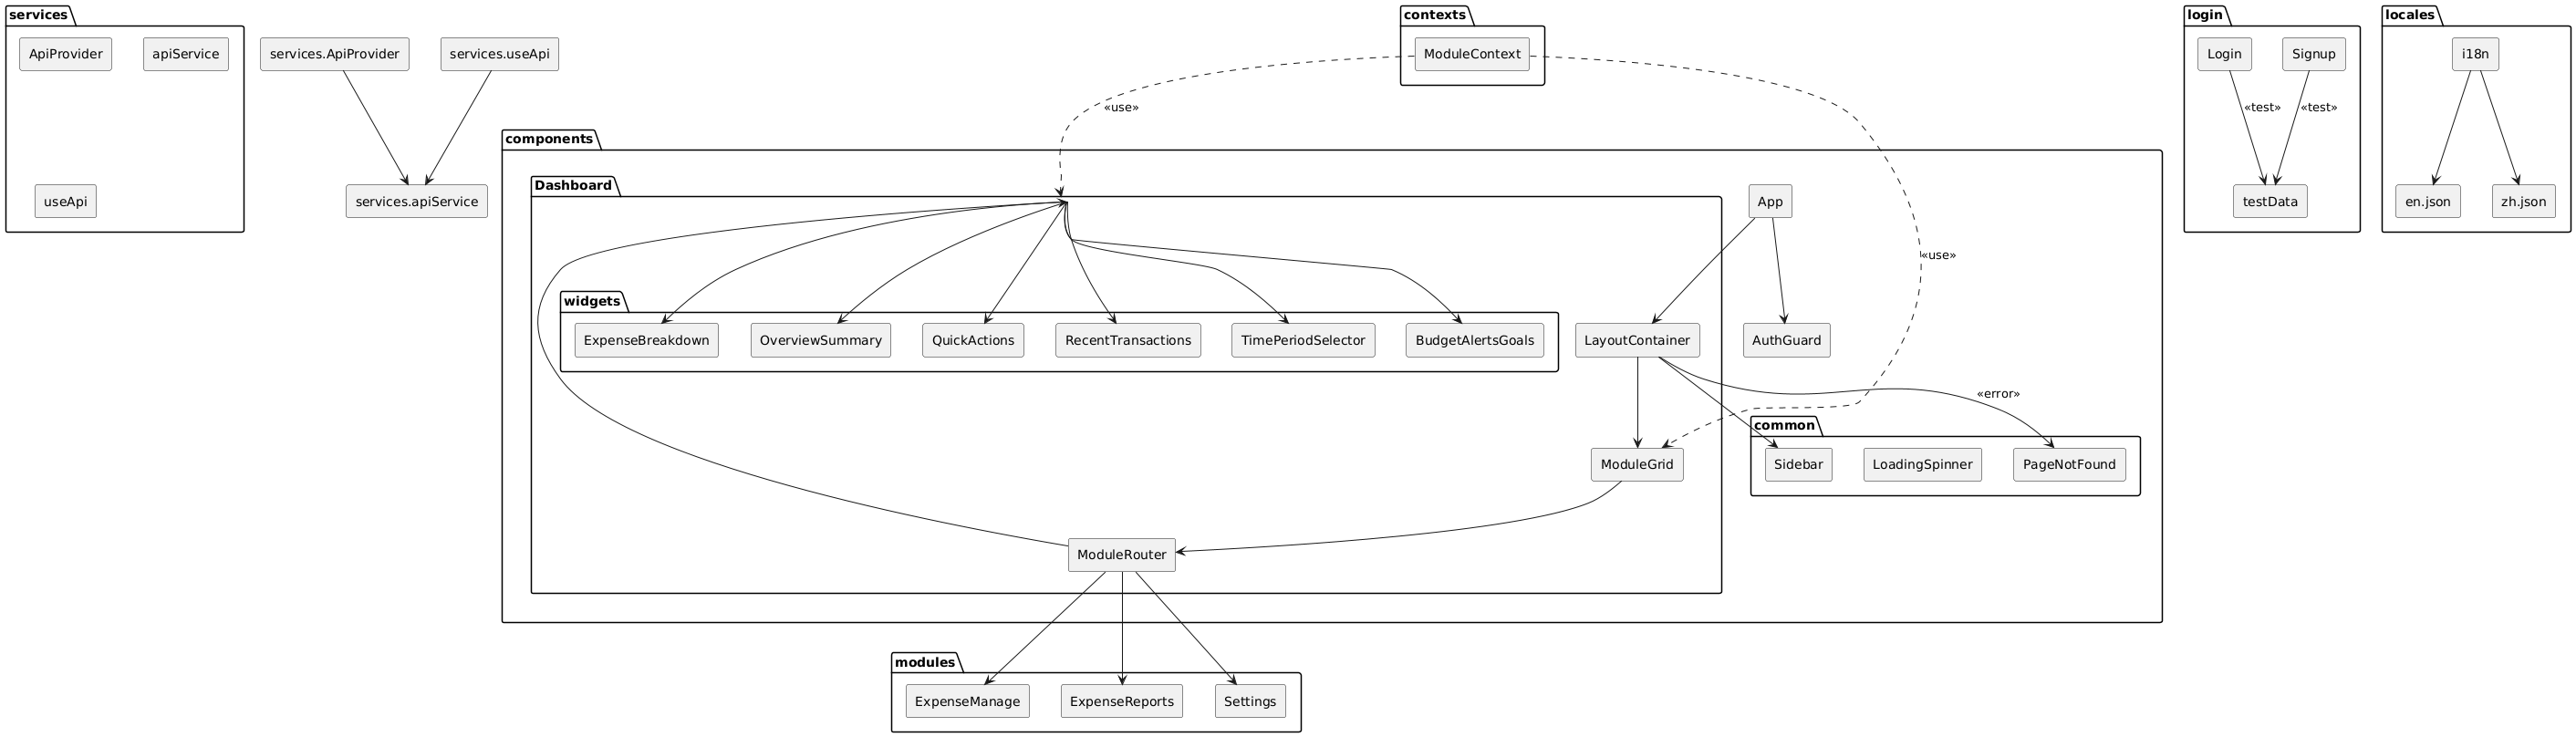 services
contexts
login
locales
ApiProvider
apiService
services.ApiProvider
services.useApi
ModuleContext
Login
Signup
i18n
«use»
«test»
«test»
components
Dashboard
useApi
services.apiService
App
testData
en.json
zh.json
«use»
widgets
ExpenseBreakdown
OverviewSummary
QuickActions
RecentTransactions
TimePeriodSelector
BudgetAlertsGoals
LayoutContainer
AuthGuard
«error»
common
ModuleGrid
Sidebar
LoadingSpinner
PageNotFound
ModuleRouter
modules
ExpenseManage
ExpenseReports
Settings